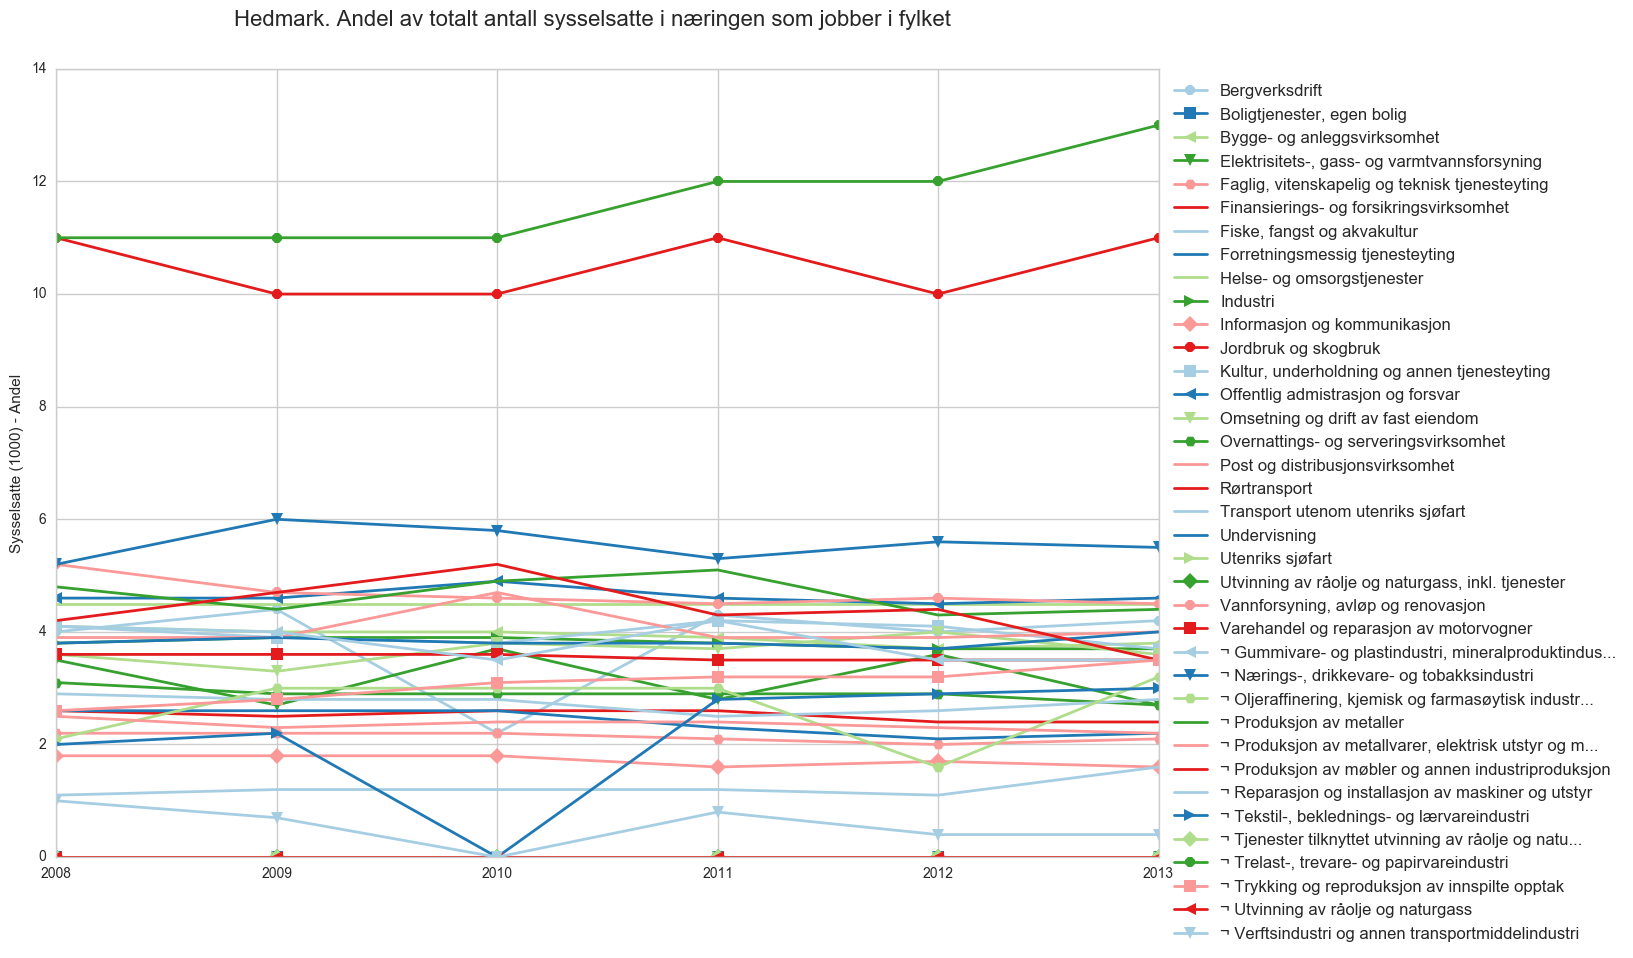 Hedmark. Andel av totalt antall sysselsatte i næringen som jobber i fylket
Sysselsatte (1000) - Andel
14
12
10
8
6
4
2
0
2008
2009
2010
2011
2012
2013
Bergverksdrift
Boligtjenester, egen bolig
Bygge- og anleggsvirksomhet
Elektrisitets-, gass- og varmtvannsforsyning
Faglig, vitenskapelig og teknisk tjenesteyting
Finansierings- og forsikringsvirksomhet
Fiske, fangst og akvakultur
Forretningsmessig tjenesteyting
Helse- og omsorgstjenester
Industri
Informasjon og kommunikasjon
Jordbruk og skogbruk
Kultur, underholdning og annen tjenesteyting
Offentlig admistrasjon og forsvar
Omsetning og drift av fast eiendom
Overnattings- og serveringsvirksomhet
Post og distribusjonsvirksomhet
Rørtransport
Transport utenom utenriks sjøfart
Undervisning
Utenriks sjøfart
Utvinning av råolje og naturgass, inkl. tjenester
Vannforsyning, avløp og renovasjon
Varehandel og reparasjon av motorvogner
¬ Gummivare- og plastindustri, mineralproduktindus...
¬ Nærings-, drikkevare- og tobakksindustri
¬ Oljeraffinering, kjemisk og farmasøytisk industr...
¬ Produksjon av metaller
¬ Produksjon av metallvarer, elektrisk utstyr og m...
¬ Produksjon av møbler og annen industriproduksjon
¬ Reparasjon og installasjon av maskiner og utstyr
¬ Tekstil-, beklednings- og lærvareindustri
¬ Tjenester tilknyttet utvinning av råolje og natu...
¬ Trelast-, trevare- og papirvareindustri
¬ Trykking og reproduksjon av innspilte opptak
¬ Utvinning av råolje og naturgass
¬ Verftsindustri og annen transportmiddelindustri